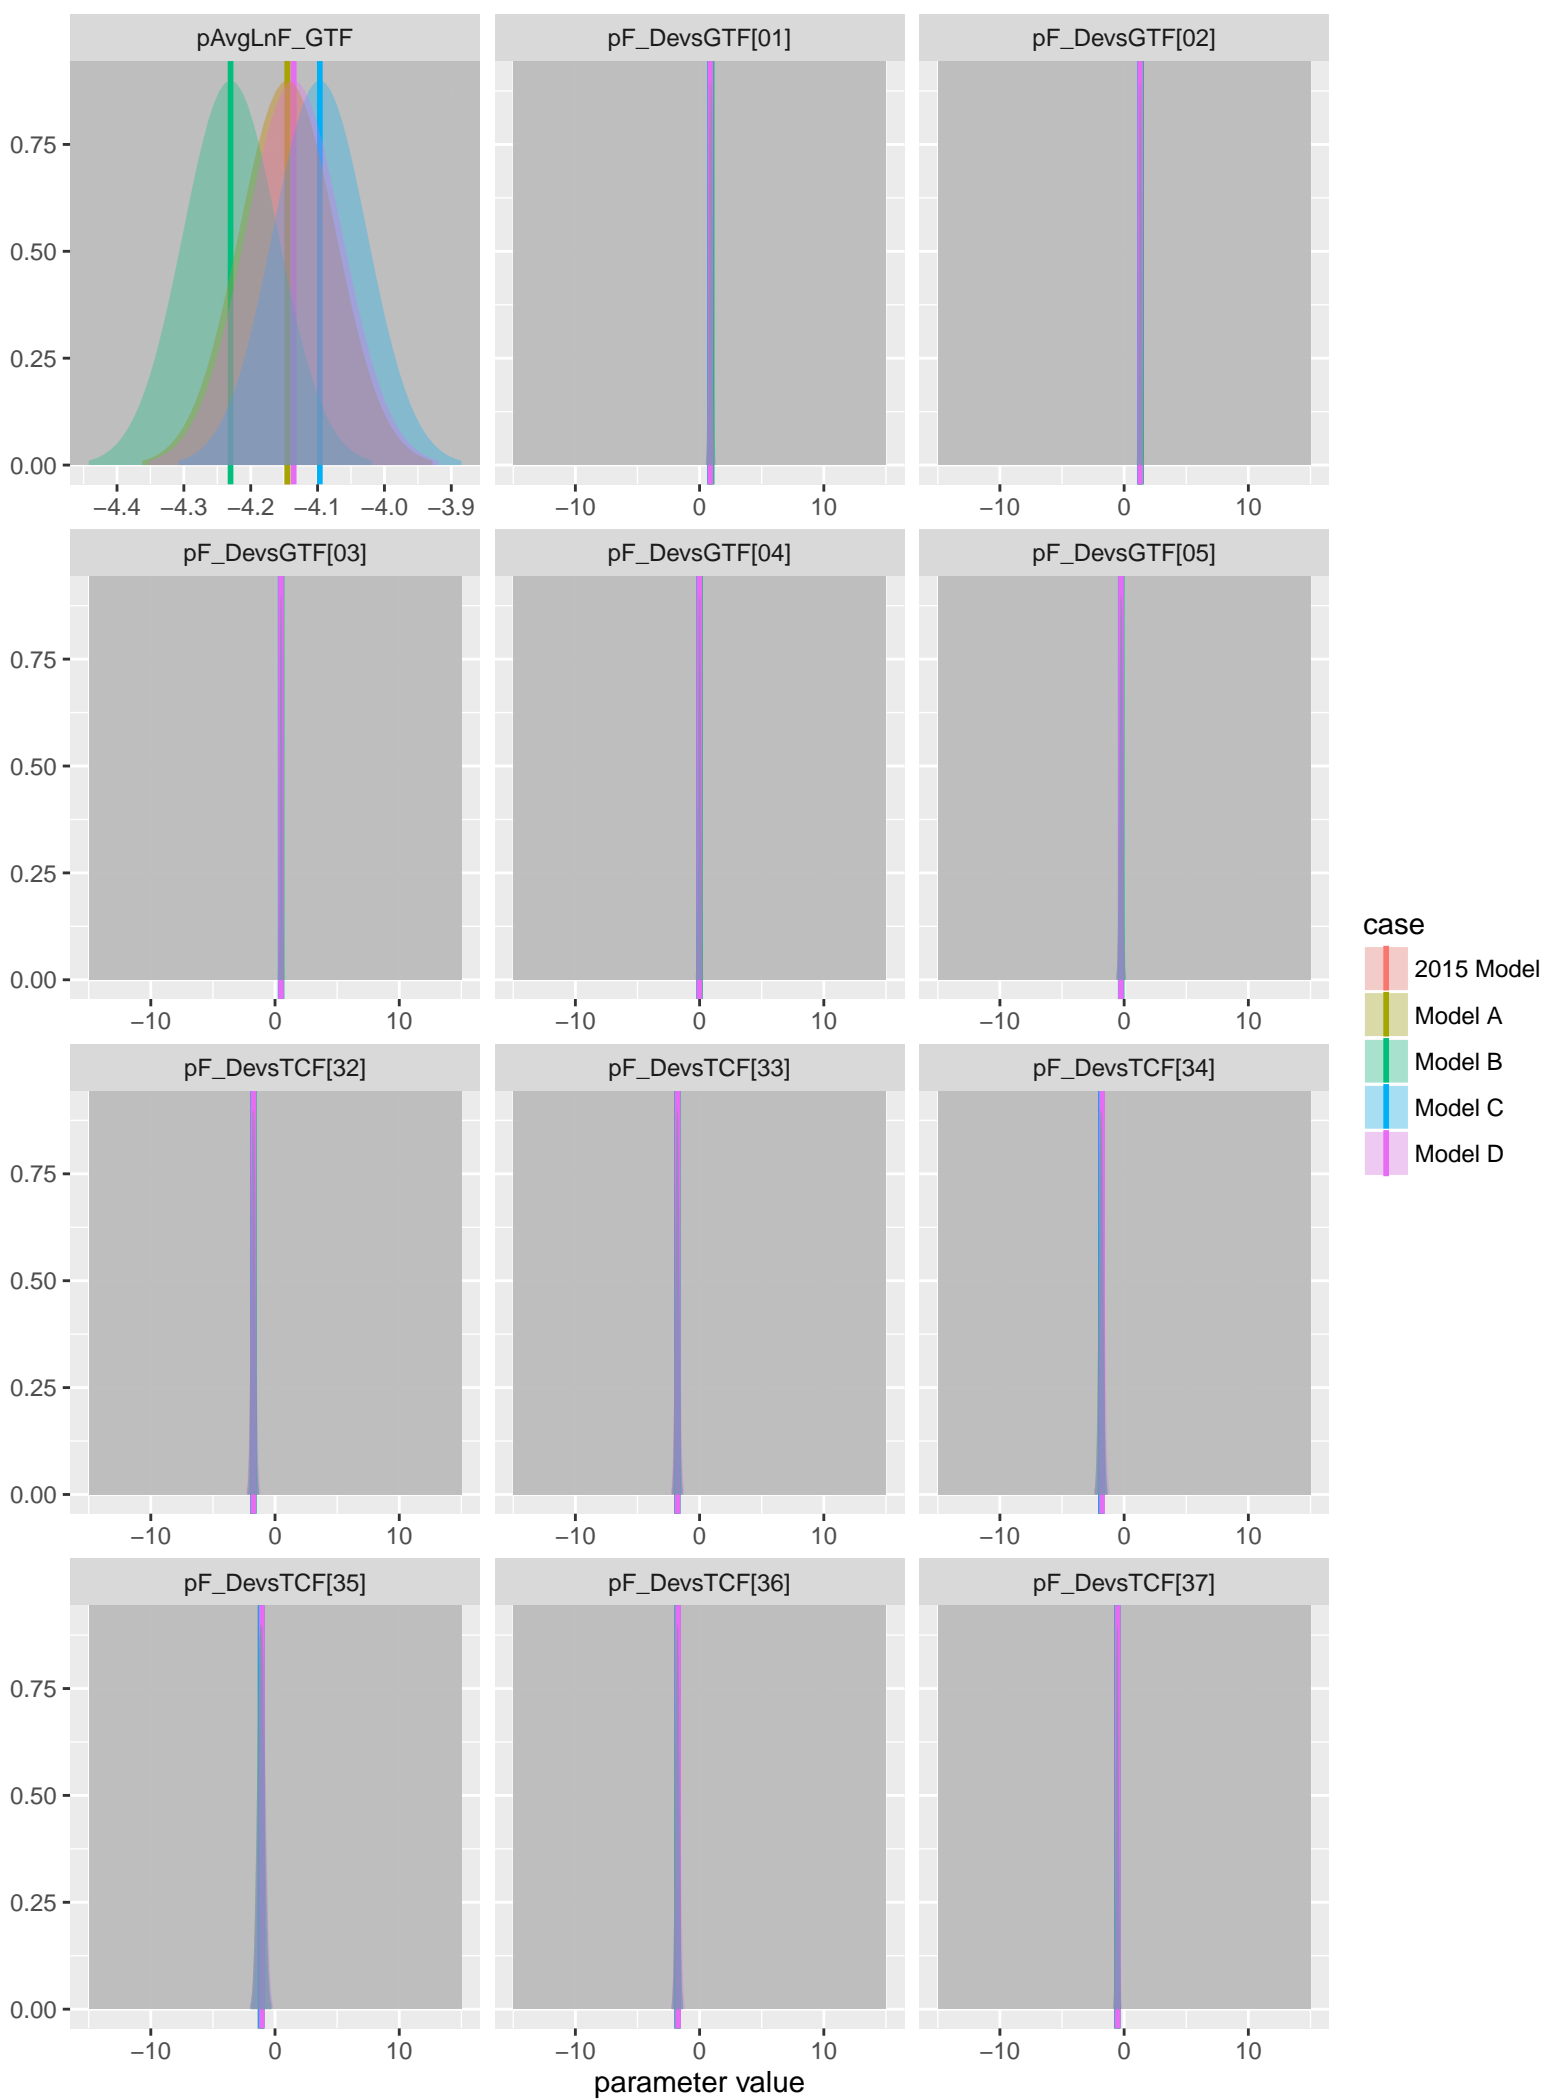 pAvgLnF_GTF pF_DevsGTF[01] pF_DevsGTF[02]
0.75
0.50
0.25
0.00
−4.4 −4.3 −4.2 −4.1 −4.0 −3.9 −10 0 10 −10 0 10
pF_DevsGTF[03] pF_DevsGTF[04] pF_DevsGTF[05]
0.75
0.50
0.25
0.00
−10 0 10 −10 0 10 −10 0 10
case
2015 Model
Model A
Model B
Model C
Model D
pF_DevsTCF[32] pF_DevsTCF[33] pF_DevsTCF[34]
0.75
0.50
0.25
0.00
−10 0 10 −10 0 10 −10 0 10
pF_DevsTCF[35] pF_DevsTCF[36] pF_DevsTCF[37]
0.75
0.50
0.25
0.00
−10 0 10 −10 0 10 −10 0 10
parameter value